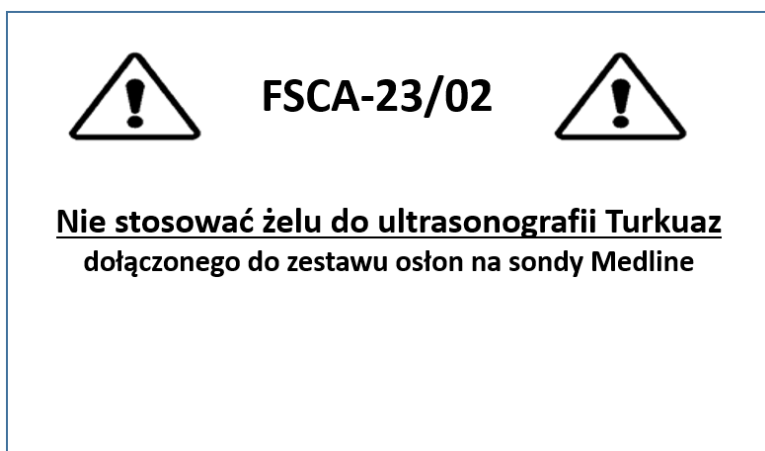 FSCA-23/02
Nie stosować żelu do ultrasonografii Turkuaz
dołączonego do zestawu osłon na sondy Medline